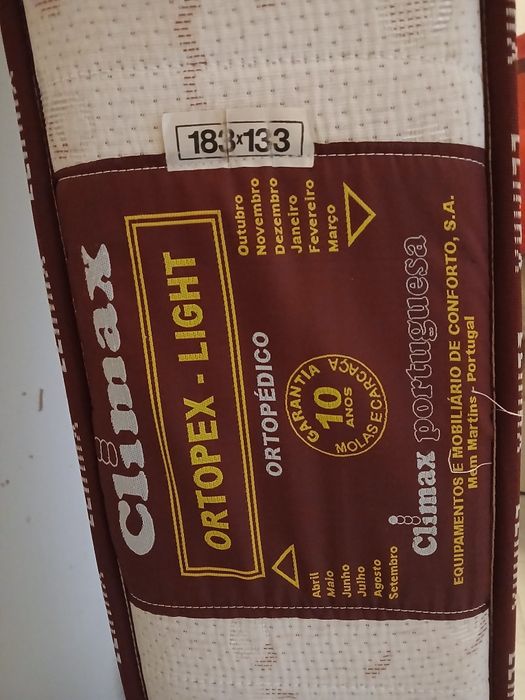 183x133
Climax
ORTOPEX - LIGHT
ORTOPÉDICO
Outubro
Novembro
Dezembro
Janeiro
Fevereiro
Março
GARANTIA
10
ANOS
MOLAS E CARCAÇA
Abril
Maio
Junho
Julho
Agosto
Setembro
Climax portuguesa
EQUIPAMENTOS E MOBILIÁRIO DE CONFORTO, S.A.
Mem Martins - Portugal